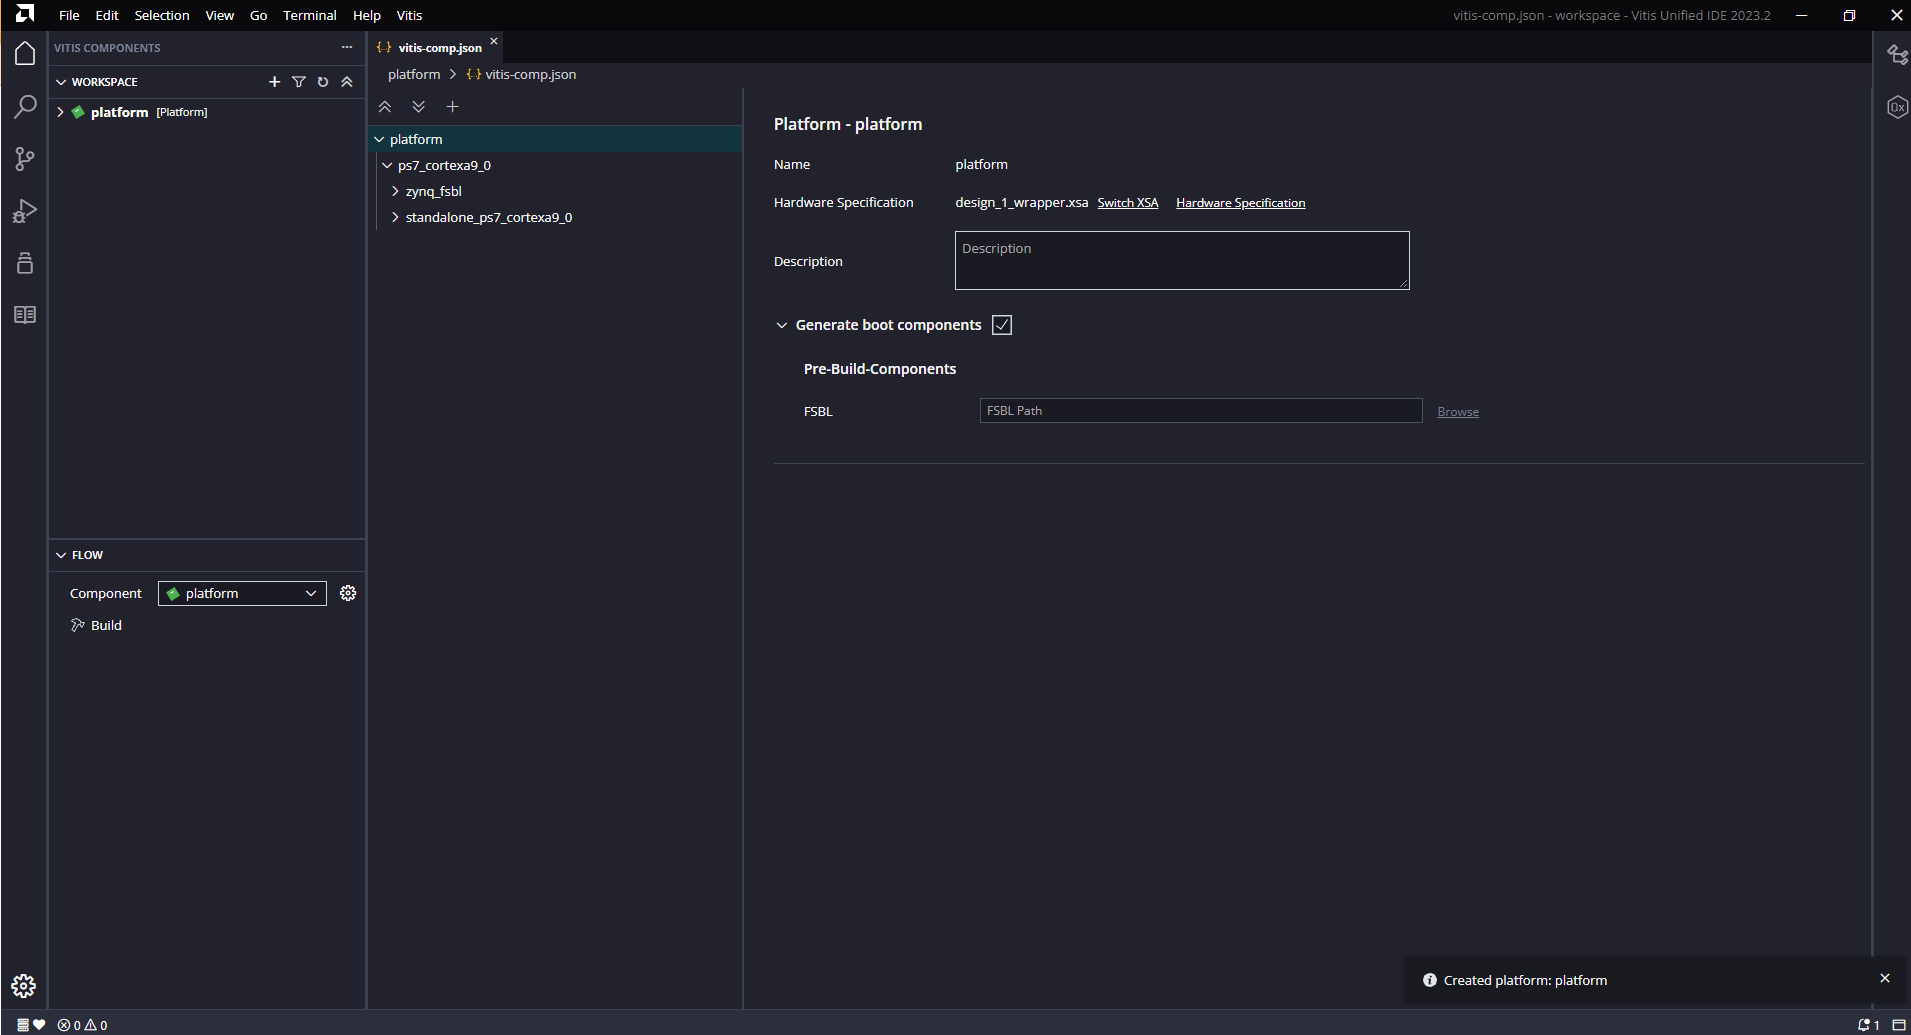 File Edit Selection View Go Terminal Help Vitis
vitis-comp.json - workspace - Vitis Unified IDE 2023.2
VITIS COMPONENTS
WORKSPACE
platform [Platform]
FLOW
Component platform
Build
vitis-comp.json
platform > {..} vitis-comp.json
platform
ps7_cortexa9_0
zynq_fsbl
standalone_ps7_cortexa9_0
Platform - platform
Name platform
Hardware Specification design_1_wrapper.xsa Switch XSA Hardware Specification
Description Description
Generate boot components
Pre-Build-Components
FSBL FSBL Path Browse
0x
Created platform: platform
0 0
1